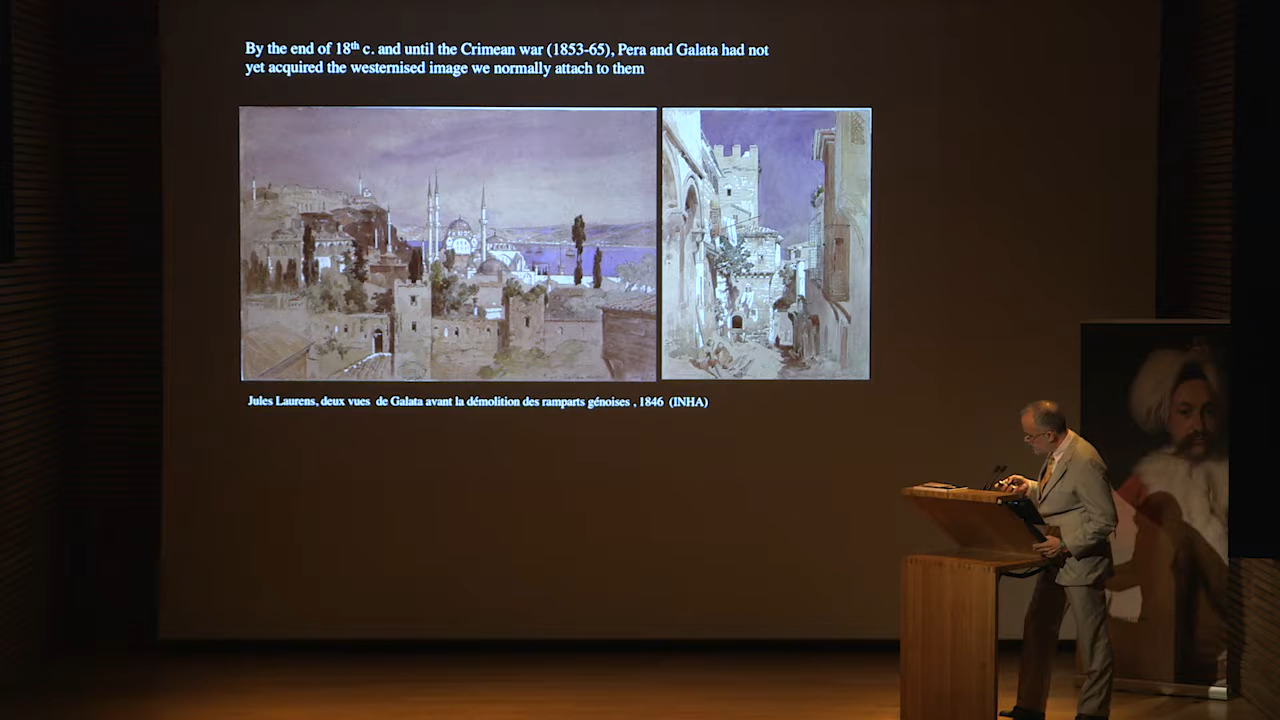 By the end of 18th c. and until the Crimean war (1853-65), Pera and Galata had not
yet acquired the westernised image we normally attach to them
Jules Laurens, deux vues de Galata avant la démolition des ramparts génoises , 1846 (INHA)